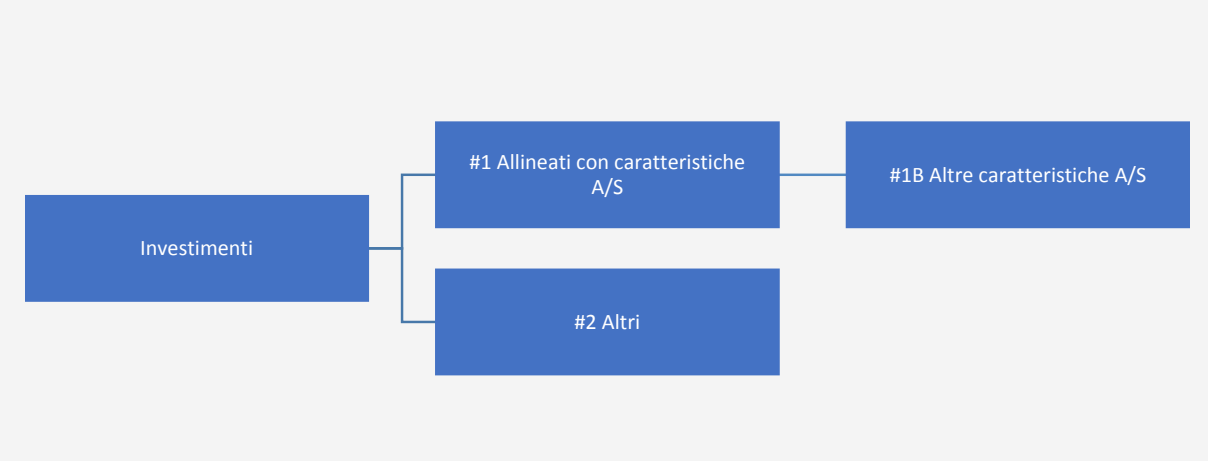 Investimenti
#1 Allineati con caratteristiche
A/S
#1B Altre caratteristiche A/S
#2 Altri